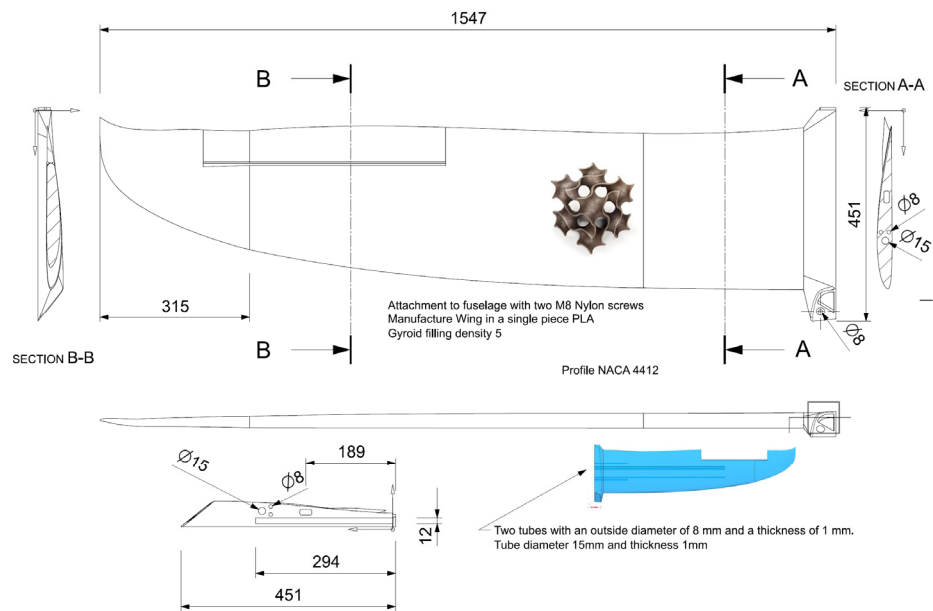 1547
B
A
SECTION A-A
451
Ø8
Ø15
315
Attachment to fuselage with two M8 Nylon screws
Manufacture Wing in a single piece PLA
Gyroid filling density 5
Ø8
B
A
SECTION B-B
Profile NACA 4412
189
Ø15
Ø8
12
Two tubes with an outside diameter of 8 mm and a thickness of 1 mm.
Tube diameter 15mm and thickness 1mm
294
451